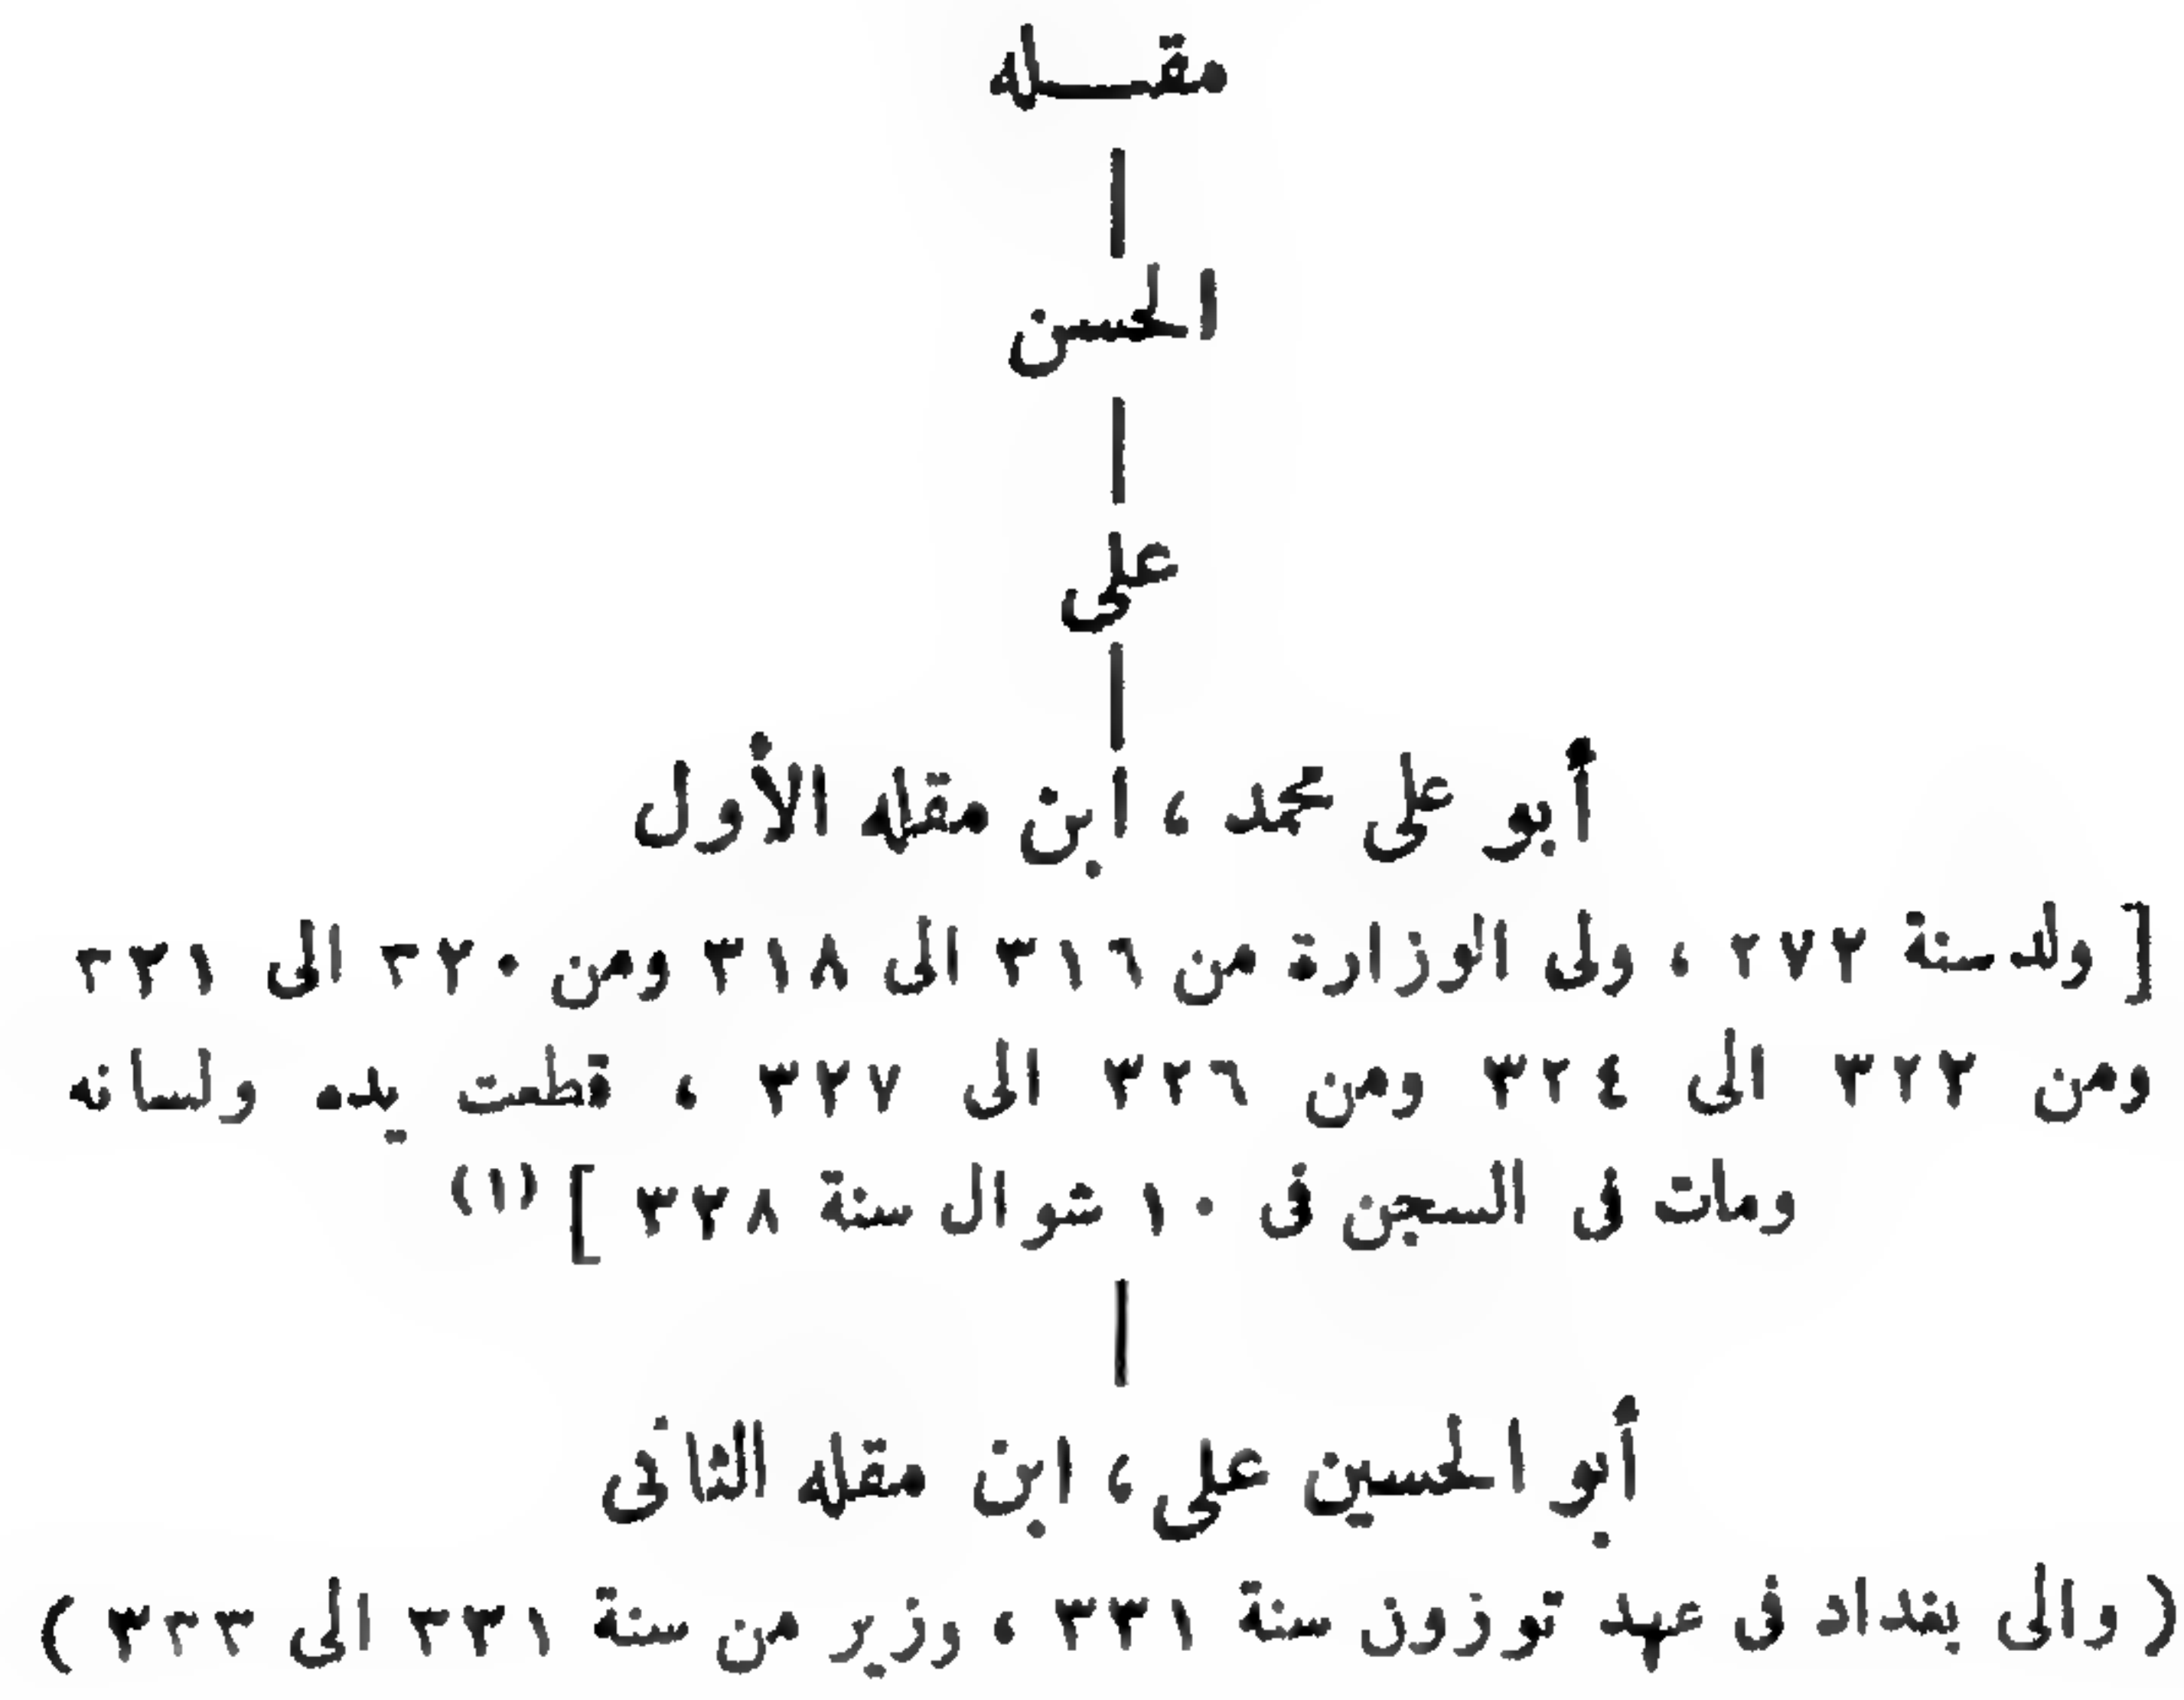 مقـــله
الحسن
على
أبو على محمد ، ابن مقله الأول
[ ولد سنة ٢٧٢ ، ولى الوزارة من ٣١٦ الى ٣١٨ ومن ٣٢٠ الى ٣٢١
ومن ٣٢٢ الى ٣٢٤ ومن ٣٢٦ الى ٣٢٧ ، قطعت يده ولسانه
ومات فى السجن فى ١٠ شوال سنة ٣٢٨ ] (١)
أبو الحسين على ، ابن مقله الثانى
( والى بغداد فى عهد توزون سنة ٣٣١ ، وزير من سنة ٣٣١ الى ٣٣٣ )